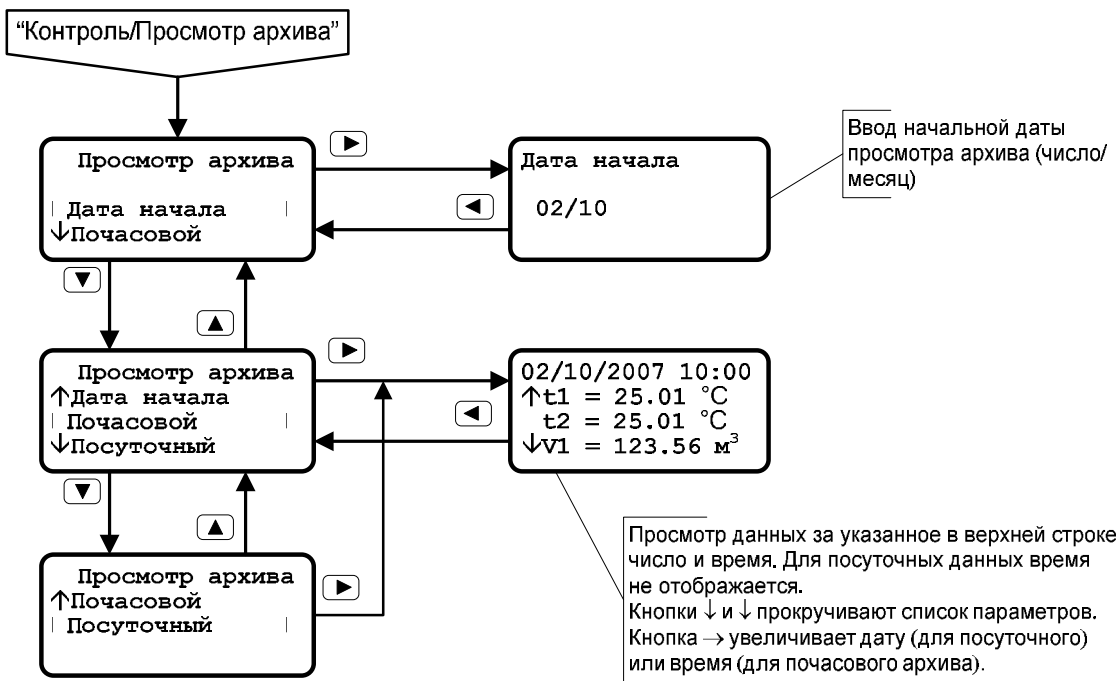 “Контроль/Просмотр архива”
Просмотр архива
| Дата начала |
↓Почасовой
Дата начала
02/10
Ввод начальной даты
просмотра архива (число/
месяц)
Просмотр архива
↑Дата начала
| Почасовой |
↓Посуточный
02/10/2007 10:00
↑t1 = 25.01 °C
t2 = 25.01 °C
↓V1 = 123.56 м³
Просмотр архива
↑Почасовой
| Посуточный |
Просмотр данных за указанное в верхней строке
число и время. Для посуточных данных время
не отображается.
Кнопки ↓ и ↓ прокручивают список параметров.
Кнопка → увеличивает дату (для посуточного)
или время (для почасового архива).